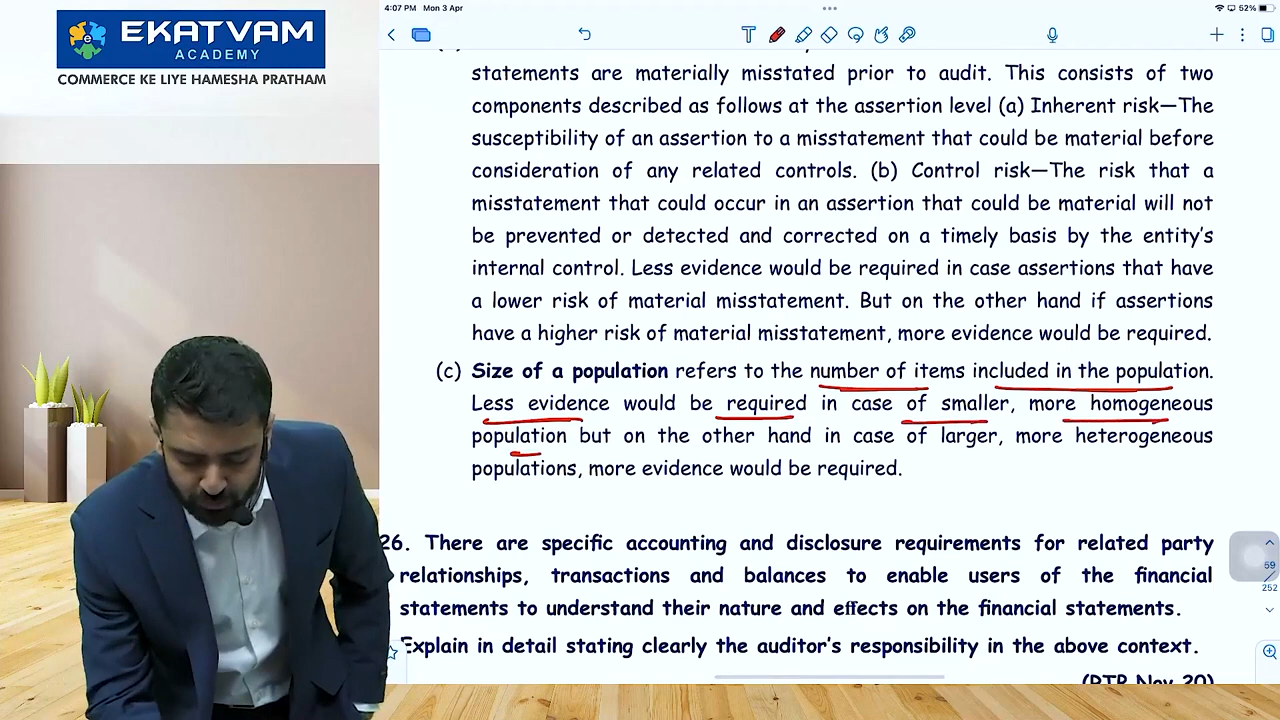 EKATVAM
ACADEMY
COMMERCE KE LIYE HAMESHA PRATHAM
4:07 PM Mon 3 Apr
52%
statements are materially misstated prior to audit. This consists of two
components described as follows at the assertion level (a) Inherent risk—The
susceptibility of an assertion to a misstatement that could be material before
consideration of any related controls. (b) Control risk—The risk that a
misstatement that could occur in an assertion that could be material will not
be prevented or detected and corrected on a timely basis by the entity's
internal control. Less evidence would be required in case assertions that have
a lower risk of material misstatement. But on the other hand if assertions
have a higher risk of material misstatement, more evidence would be required.
(c) Size of a population refers to the number of items included in the population.
Less evidence would be required in case of smaller, more homogeneous
population but on the other hand in case of larger, more heterogeneous
populations, more evidence would be required.
26. There are specific accounting and disclosure requirements for related party
relationships, transactions and balances to enable users of the financial
statements to understand their nature and effects on the financial statements.
Explain in detail stating clearly the auditor's responsibility in the above context.
(RTP Nov 20)
59
252